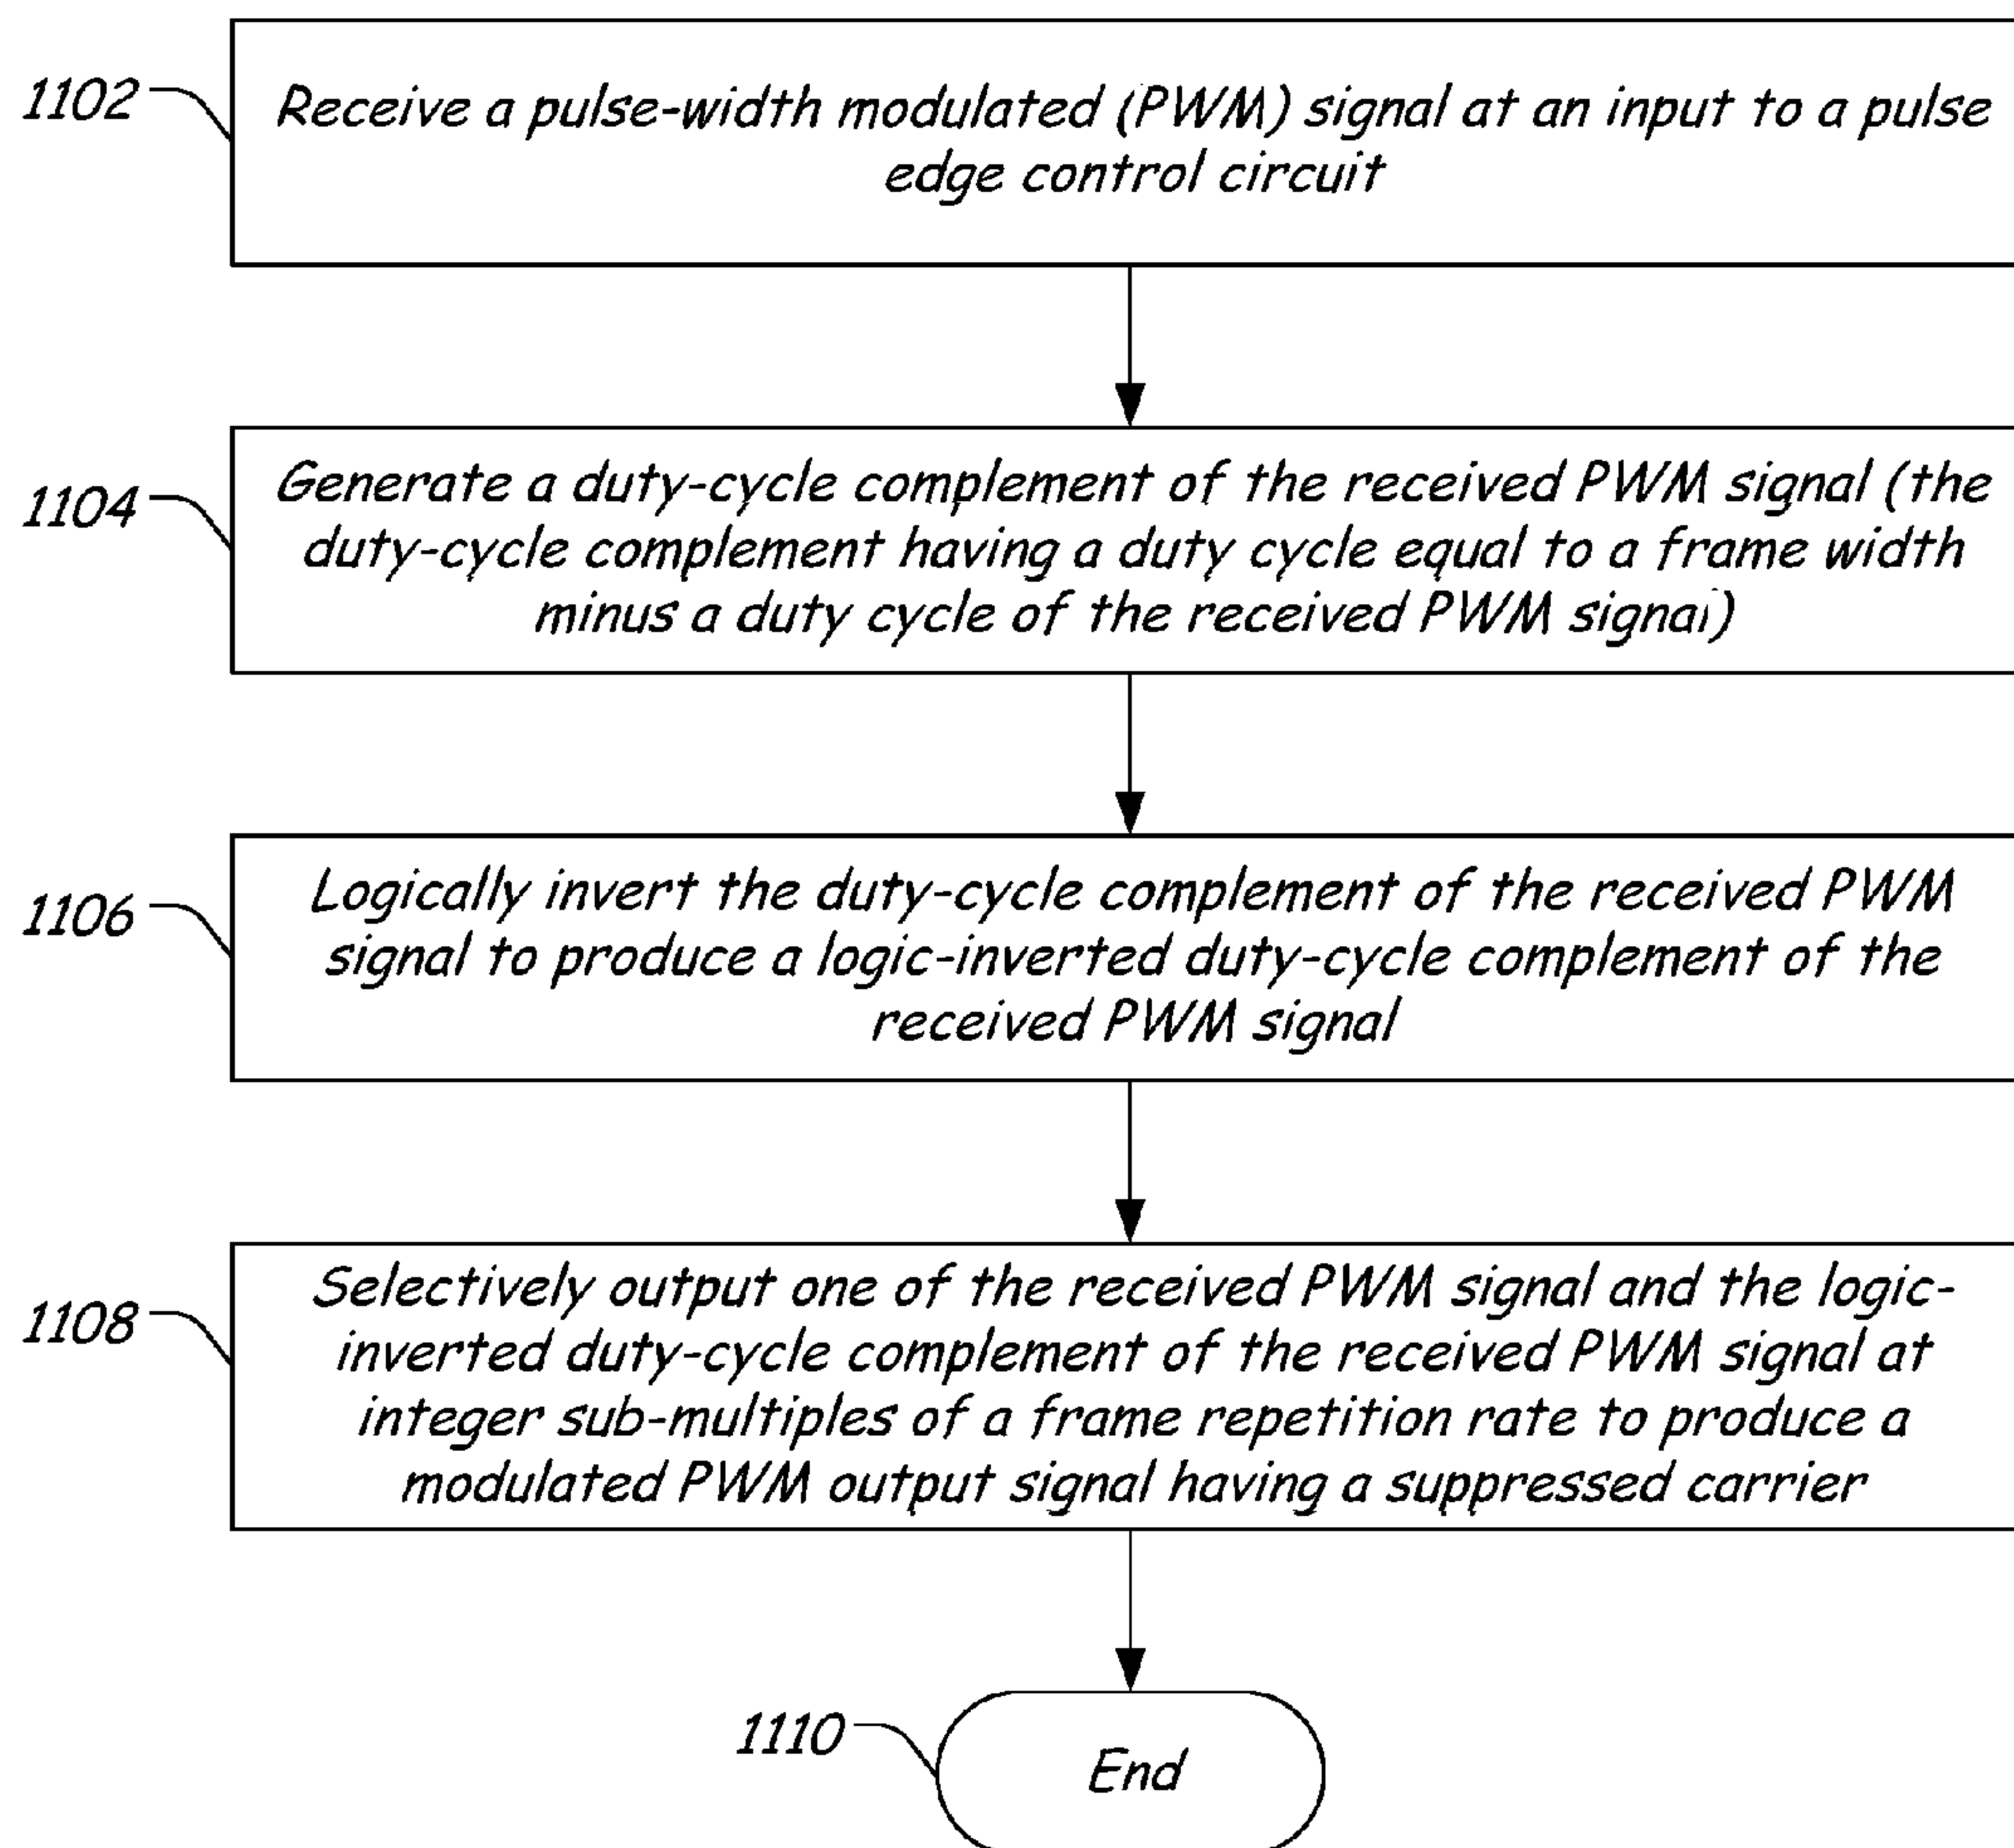 1102
Receive a pulse-width modulated (PWM) signal at an input to a pulse
edge control circuit
1104
Generate a duty-cycle complement of the received PWM signal (the
duty-cycle complement having a duty cycle equal to a frame width
minus a duty cycle of the received PWM signal)
1106
Logically invert the duty-cycle complement of the received PWM
signal to produce a logic-inverted duty-cycle complement of the
received PWM signal
1108
Selectively output one of the received PWM signal and the logic-
inverted duty-cycle complement of the received PWM signal at
integer sub-multiples of a frame repetition rate to produce a
modulated PWM output signal having a suppressed carrier
1110
End